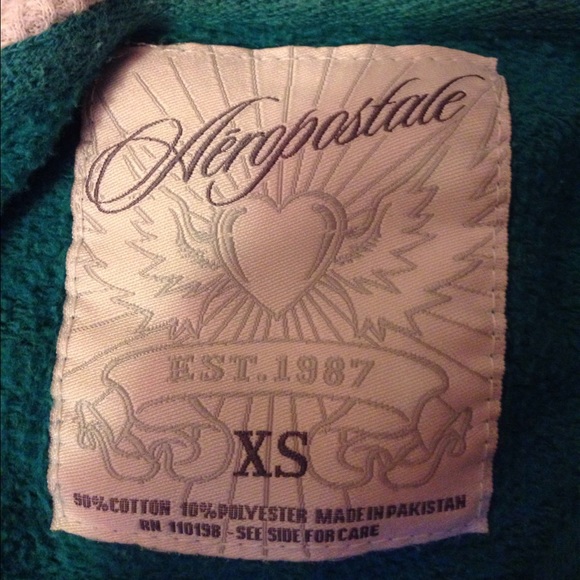 Aéropostale
EST. 1987
XS
90% COTTON 10% POLYESTER MADE IN PAKISTAN
RN 110198 - SEE SIDE FOR CARE